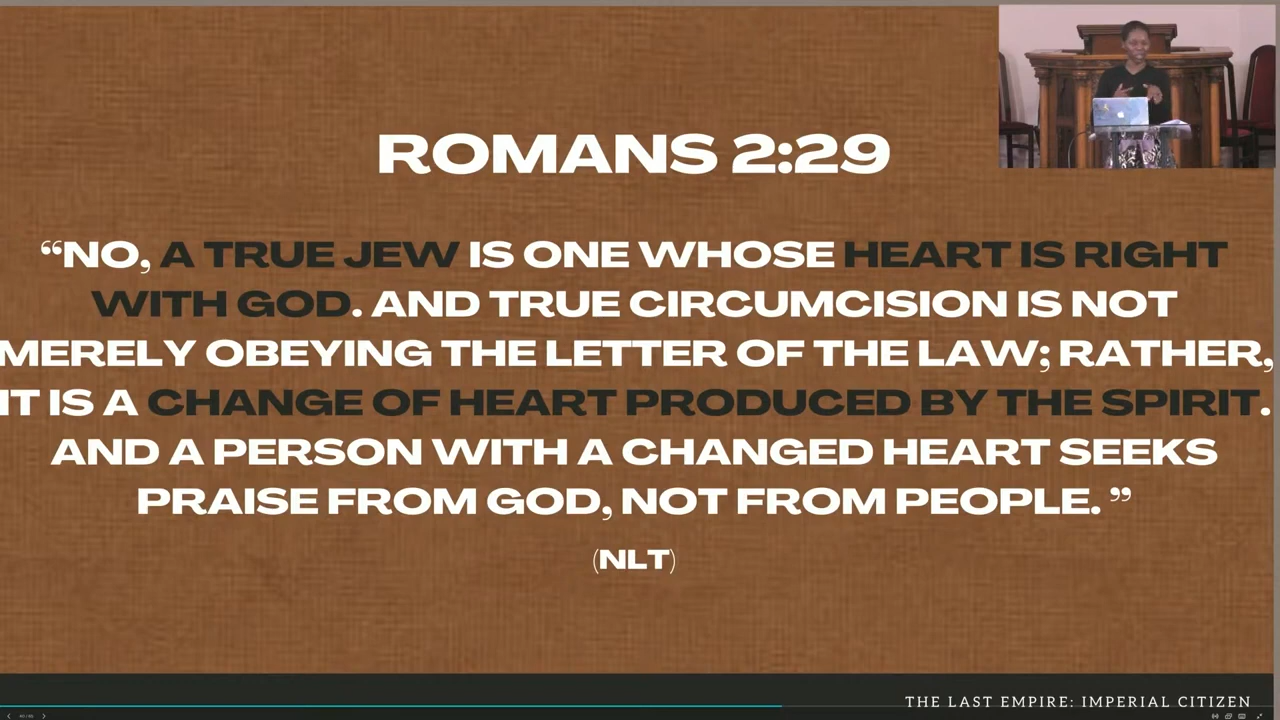 ROMANS 2:29
“NO, A TRUE JEW IS ONE WHOSE HEART IS RIGHT
WITH GOD. AND TRUE CIRCUMCISION IS NOT
MERELY OBEYING THE LETTER OF THE LAW; RATHER,
IT IS A CHANGE OF HEART PRODUCED BY THE SPIRIT.
AND A PERSON WITH A CHANGED HEART SEEKS
PRAISE FROM GOD, NOT FROM PEOPLE. ”
(NLT)
THE LAST EMPIRE: IMPERIAL CITIZEN